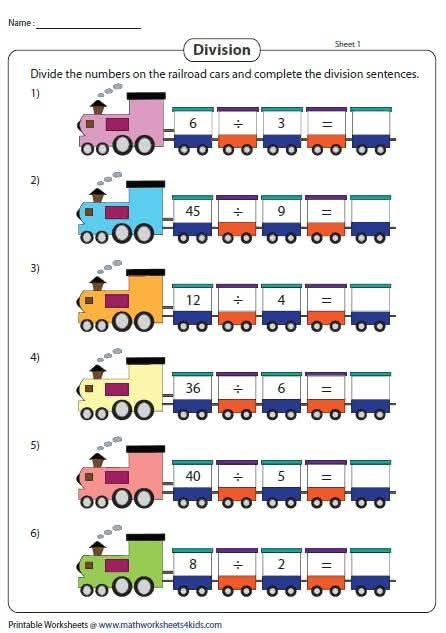 Name :
Division
Sheet 1
Divide the numbers on the railroad cars and complete the division sentences.
1) 6 ÷ 3 =
2) 45 ÷ 9 =
3) 12 ÷ 4 =
4) 36 ÷ 6 =
5) 40 ÷ 5 =
6) 8 ÷ 2 =
Printable Worksheets @ www.mathworksheets4kids.com